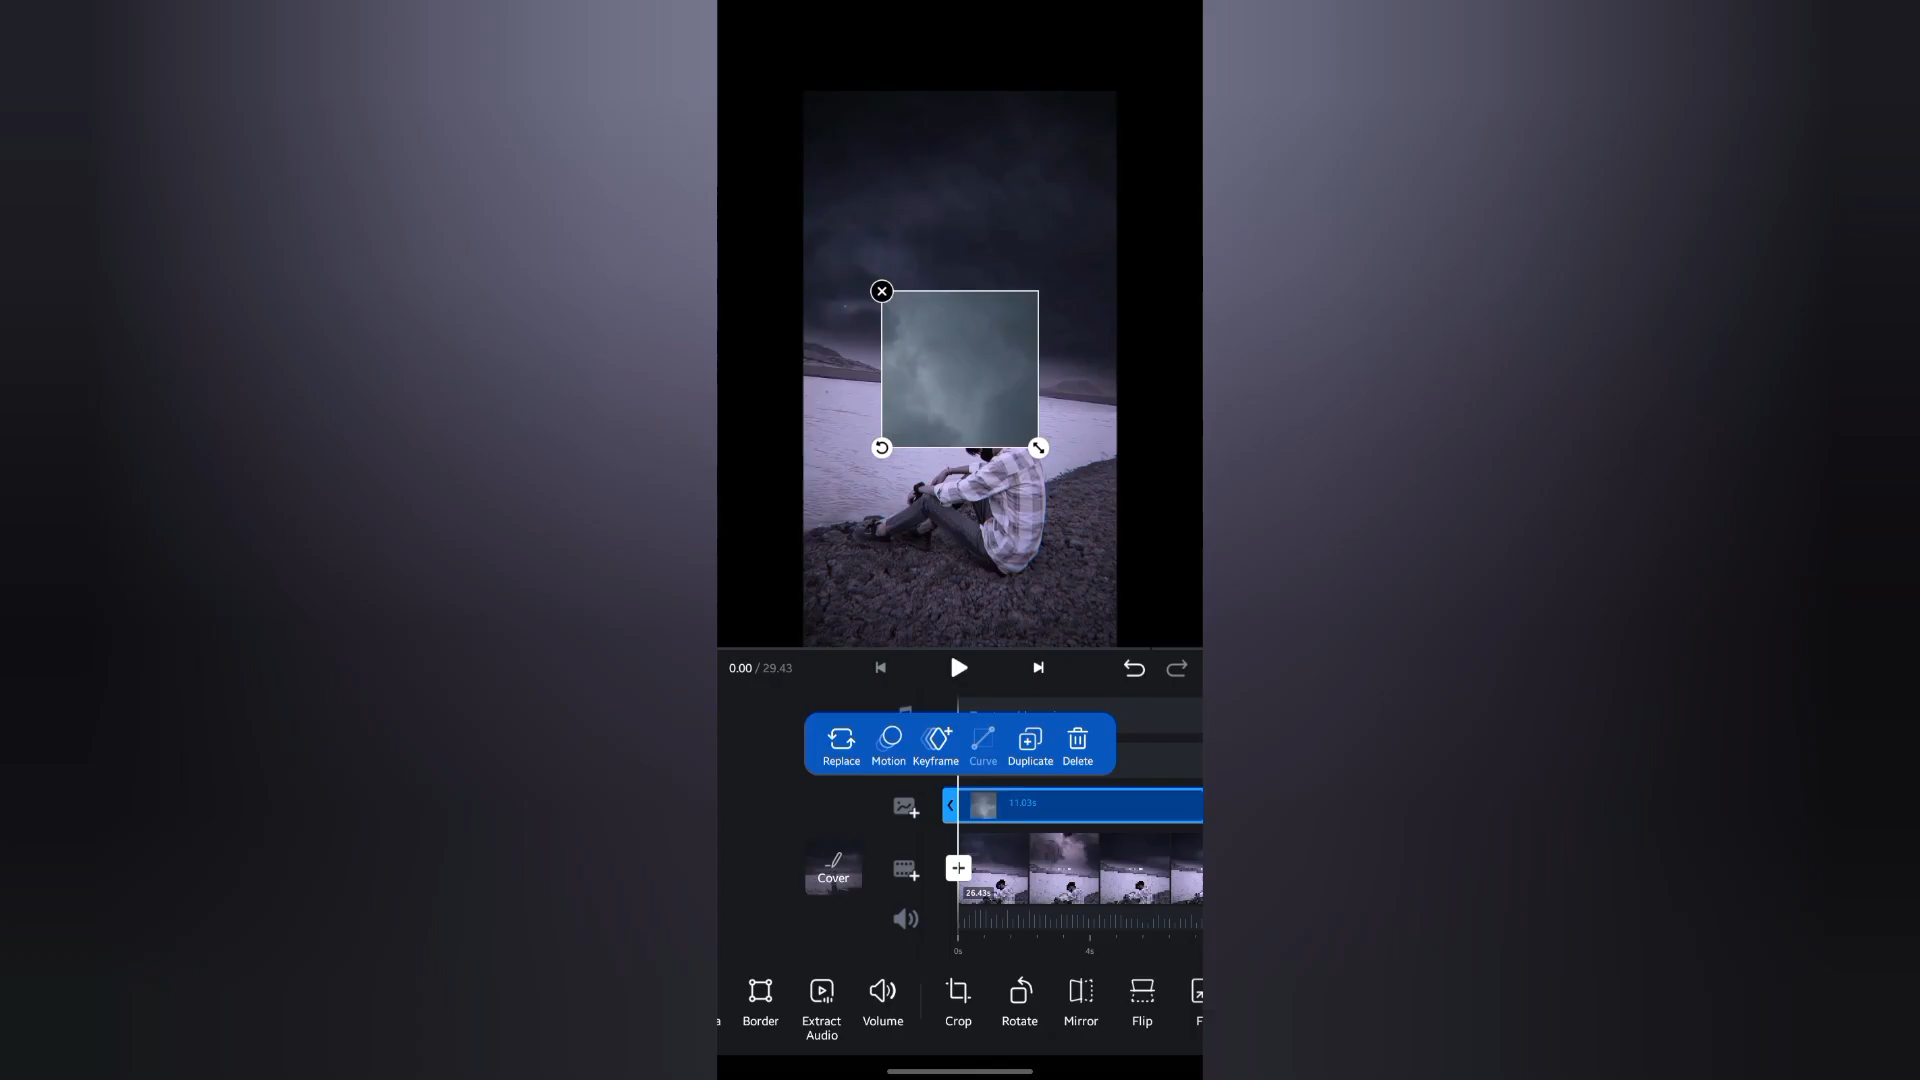 0.00 / 29.43
Replace Motion Keyframe Curve Duplicate Delete
11.03s
Cover
26.43s
0s 4s
a Border Extract Audio Volume Crop Rotate Mirror Flip F